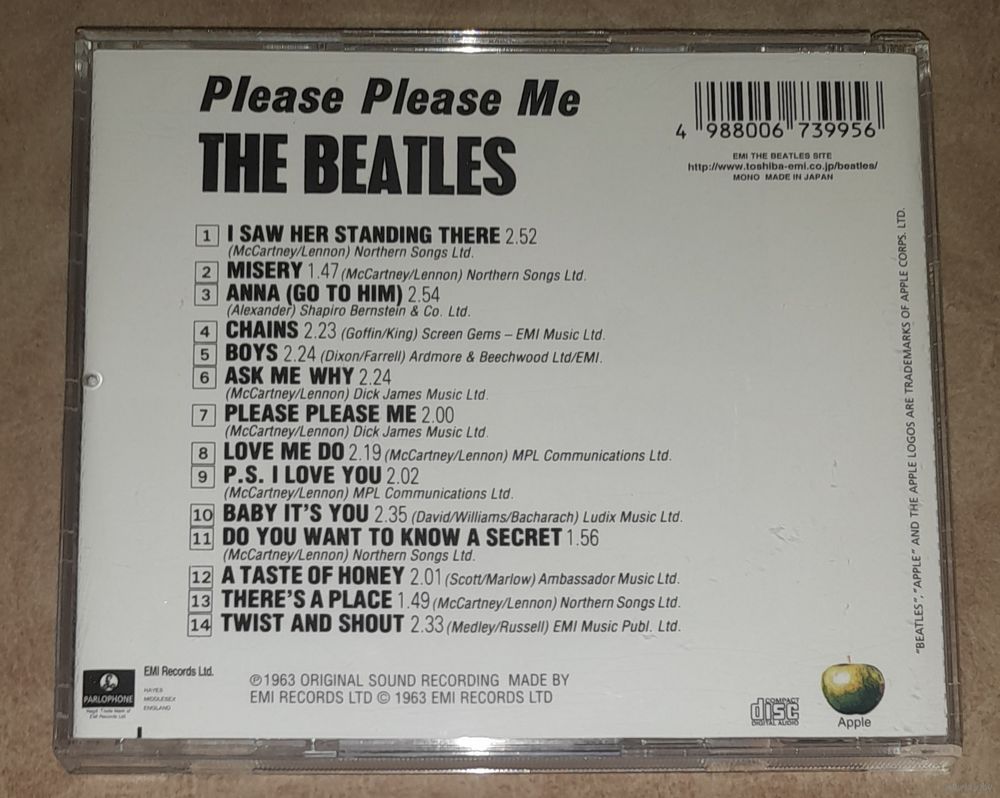 Please Please Me
THE BEATLES
4 988006 739956
EMI THE BEATLES SITE
http://www.toshiba-emi.co.jp/beatles/
MONO MADE IN JAPAN
1 I SAW HER STANDING THERE 2.52
(McCartney/Lennon) Northern Songs Ltd.
2 MISERY 1.47 (McCartney/Lennon) Northern Songs Ltd.
3 ANNA (GO TO HIM) 2.54
(Alexander) Shapiro Bernstein & Co. Ltd.
4 CHAINS 2.23 (Goffin/King) Screen Gems – EMI Music Ltd.
5 BOYS 2.24 (Dixon/Farrell) Ardmore & Beechwood Ltd/EMI.
6 ASK ME WHY 2.24
(McCartney/Lennon) Dick James Music Ltd.
7 PLEASE PLEASE ME 2.00
(McCartney/Lennon) Dick James Music Ltd.
8 LOVE ME DO 2.19 (McCartney/Lennon) MPL Communications Ltd.
9 P.S. I LOVE YOU 2.02
(McCartney/Lennon) MPL Communications Ltd.
10 BABY IT'S YOU 2.35 (David/Williams/Bacharach) Ludix Music Ltd.
11 DO YOU WANT TO KNOW A SECRET 1.56
(McCartney/Lennon) Northern Songs Ltd.
12 A TASTE OF HONEY 2.01 (Scott/Marlow) Ambassador Music Ltd.
13 THERE'S A PLACE 1.49 (McCartney/Lennon) Northern Songs Ltd.
14 TWIST AND SHOUT 2.33 (Medley/Russell) EMI Music Publ. Ltd.
"BEATLES", "APPLE" AND THE APPLE LOGOS ARE TRADEMARKS OF APPLE CORPS. LTD.
PARLOPHONE
Regd. Trade Mark of
EMI Records Ltd.
EMI Records Ltd.
HAYES
MIDDLESEX
ENGLAND
℗1963 ORIGINAL SOUND RECORDING MADE BY
EMI RECORDS LTD © 1963 EMI RECORDS LTD
COMPACT
disc
DIGITAL AUDIO
Apple